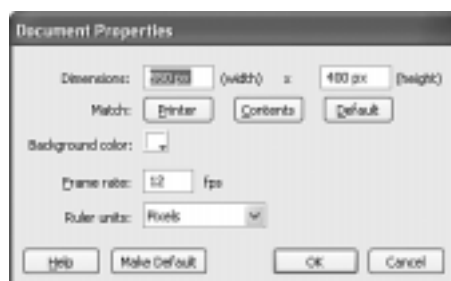 Document Properties
Dimensions: px (width) x 400 px (height)
Match: Printer Contents Default
Background color:
Frame rate: 12 fps
Ruler units: Pixels
Help Make Default OK Cancel